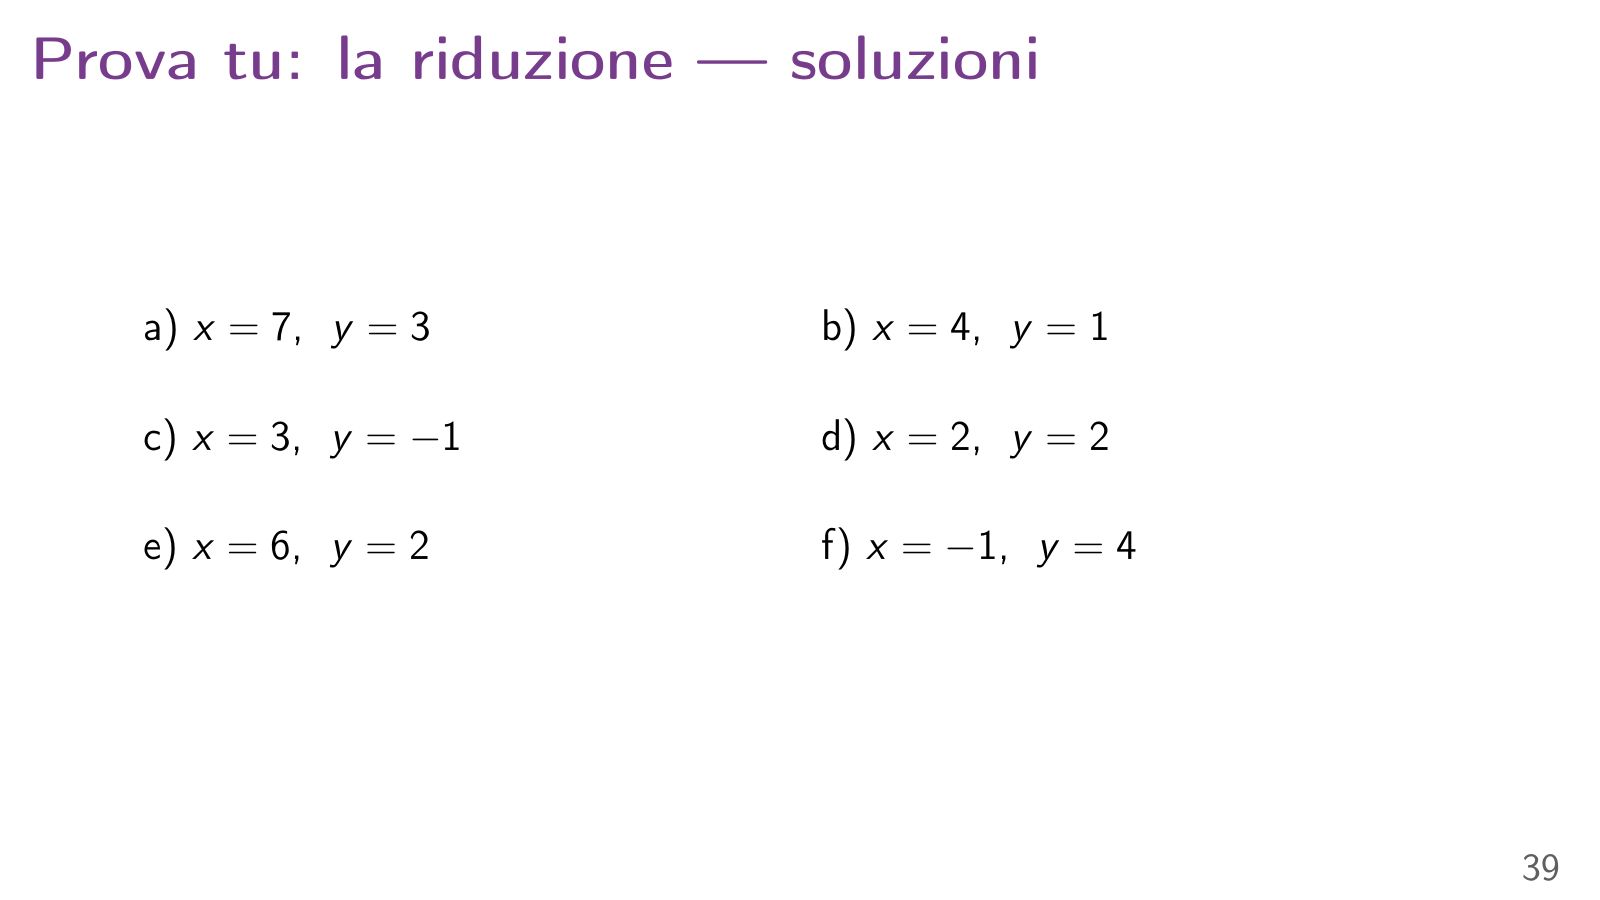 Prova tu: la riduzione — soluzioni
a) x = 7, y = 3
b) x = 4, y = 1
c) x = 3, y = −1
d) x = 2, y = 2
e) x = 6, y = 2
f) x = −1, y = 4
39